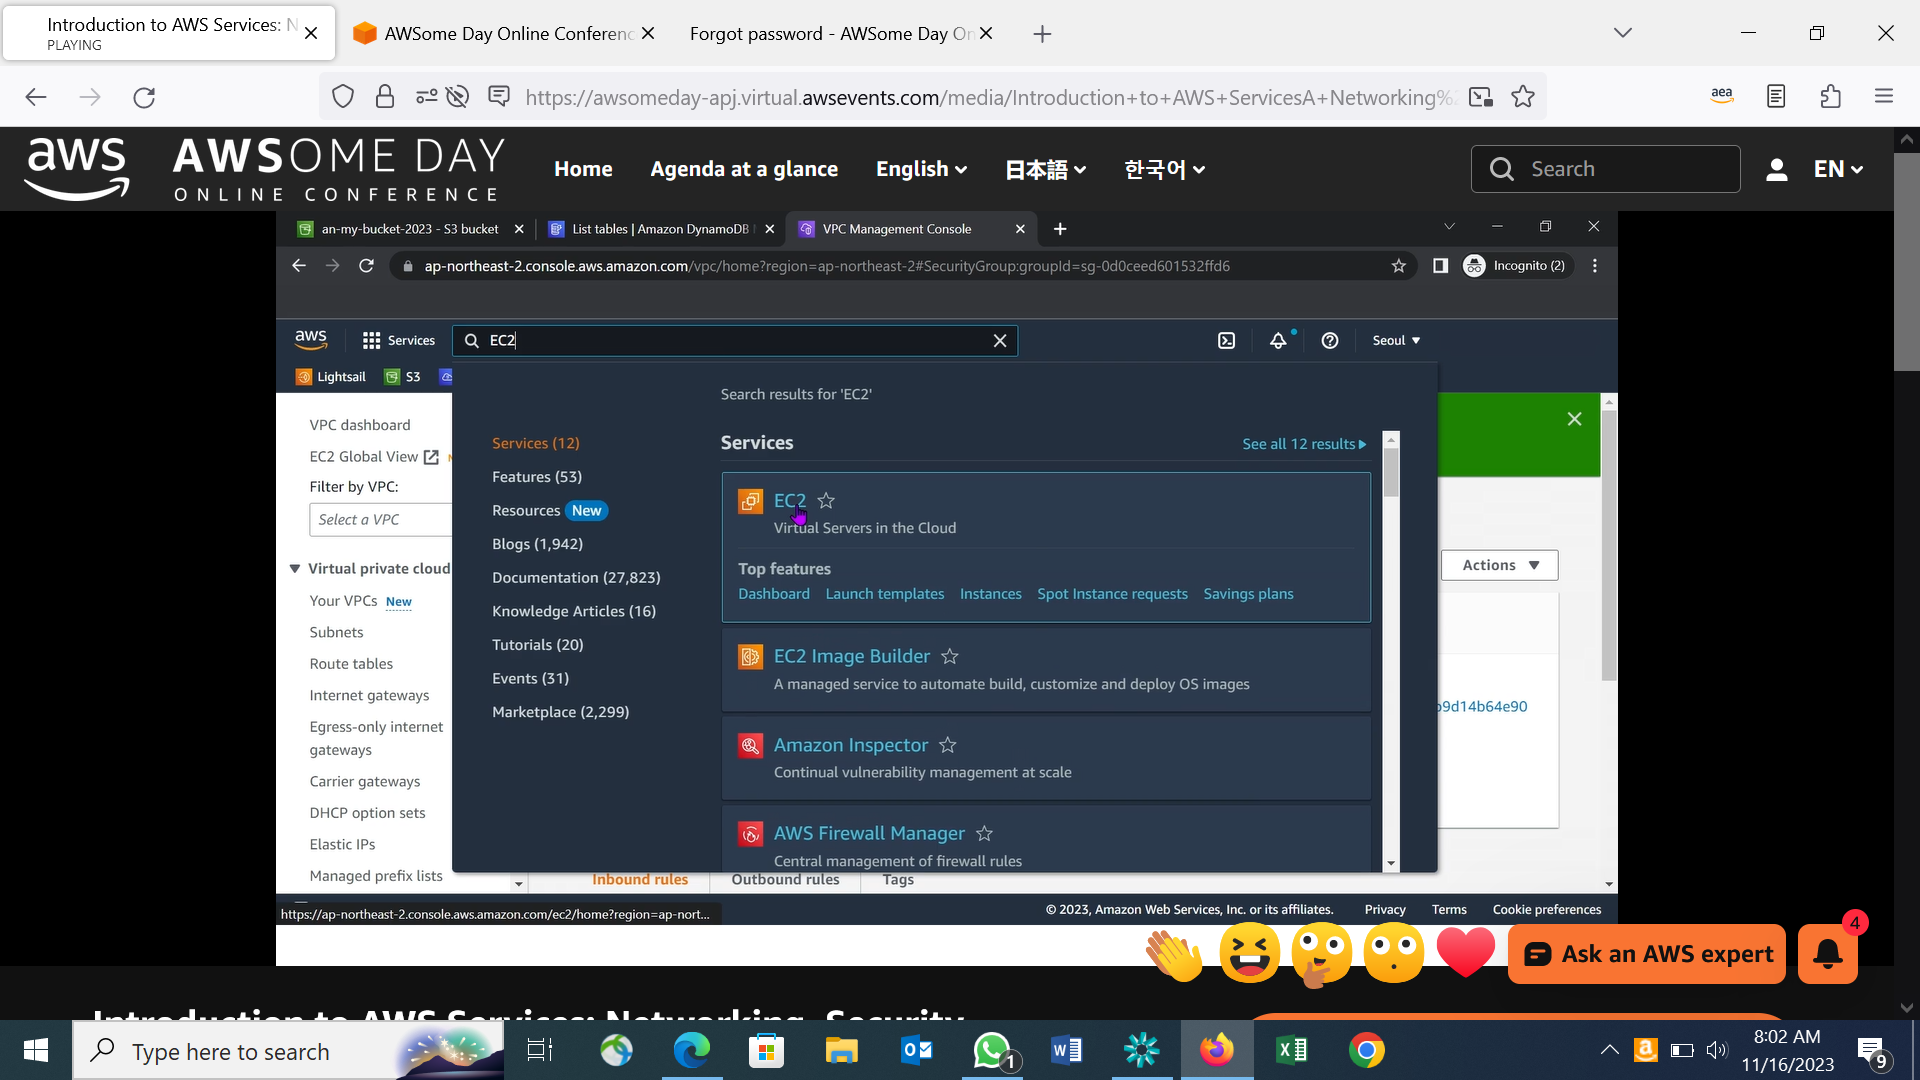 Introduction to AWS Services: N
PLAYING
AWSome Day Online Conferenc
Forgot password - AWSome Day On
https://awsomeday-apj.virtual.awsevents.com/media/Introduction+to+AWS+ServicesA+Networking%
aea
aws
AWSOME DAY
ONLINE CONFERENCE
Home
Agenda at a glance
English
日本語
한국어
Search
EN
an-my-bucket-2023 - S3 bucket
List tables | Amazon DynamoDB
VPC Management Console
ap-northeast-2.console.aws.amazon.com/vpc/home?region=ap-northeast-2#SecurityGroup:groupId=sg-0d0ceed601532ffd6
Incognito (2)
aws
Services
EC2
Seoul
Lightsail
S3
Search results for 'EC2'
VPC dashboard
EC2 Global View
Filter by VPC:
Select a VPC
Virtual private cloud
Your VPCs New
Subnets
Route tables
Internet gateways
Egress-only internet
gateways
Carrier gateways
DHCP option sets
Elastic IPs
Managed prefix lists
Services (12)
Features (53)
Resources New
Blogs (1,942)
Documentation (27,823)
Knowledge Articles (16)
Tutorials (20)
Events (31)
Marketplace (2,299)
Services
See all 12 results
EC2
Virtual Servers in the Cloud
Top features
Dashboard Launch templates Instances Spot Instance requests Savings plans
EC2 Image Builder
A managed service to automate build, customize and deploy OS images
Amazon Inspector
Continual vulnerability management at scale
AWS Firewall Manager
Central management of firewall rules
Actions
9d14b64e90
Inbound rules
Outbound rules
Tags
https://ap-northeast-2.console.aws.amazon.com/ec2/home?region=ap-nort...
© 2023, Amazon Web Services, Inc. or its affiliates.
Privacy
Terms
Cookie preferences
Ask an AWS expert
4
Introduction to AWS Services: Networking, Security
Type here to search
1
8:02 AM
11/16/2023
9